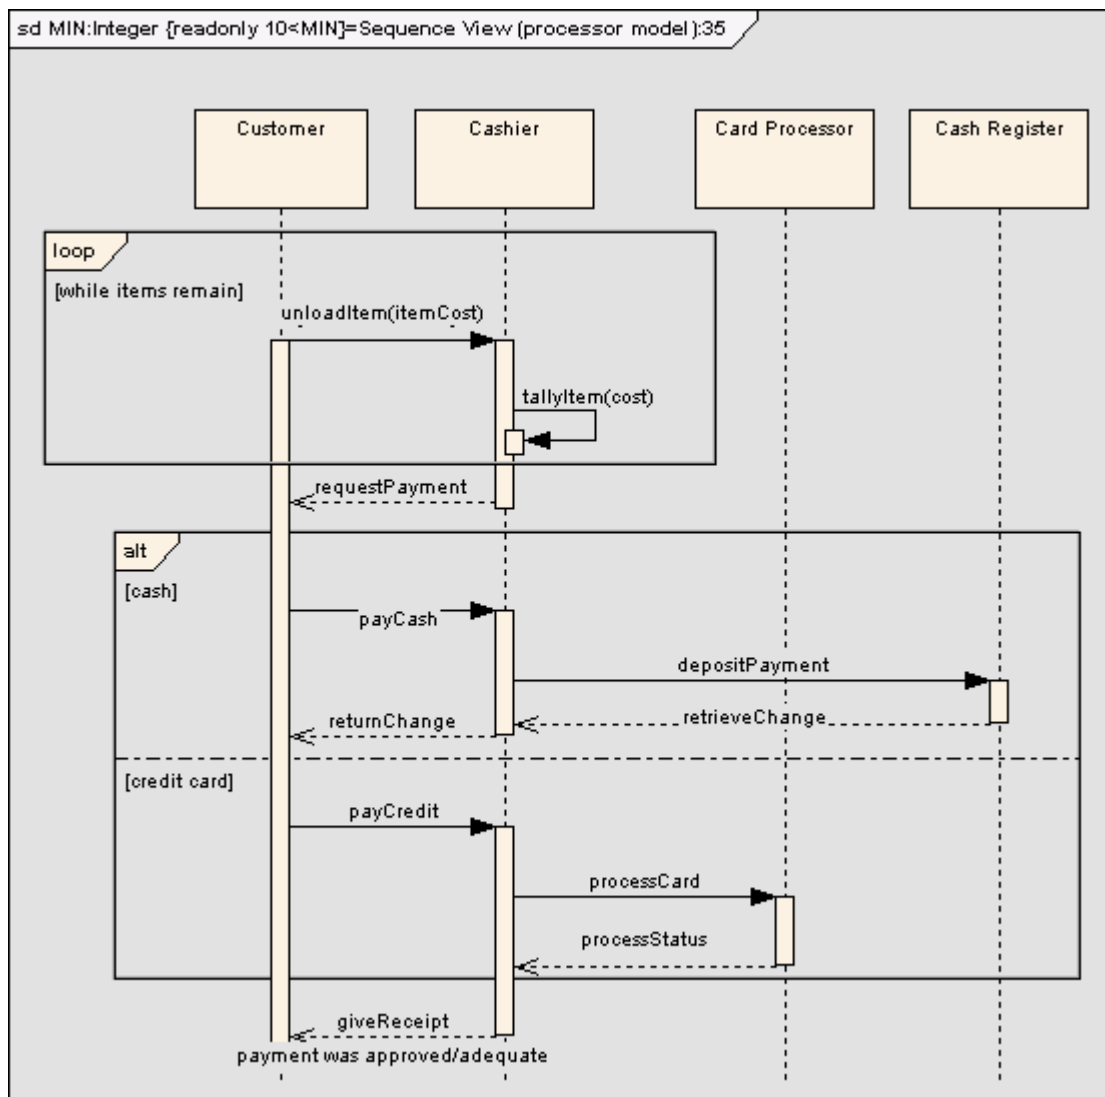 sd MIN:Integer {readonly 10<MIN}=Sequence View (processor model ):35
Customer
Cashier
Card Processor
Cash Register
loop
[while items remain]
unloadItem(itemCost)
tallyItem(cost)
requestPayment
alt
[cash]
payCash
depositPayment
retrieveChange
returnChange
[credit card]
payCredit
processCard
processStatus
giveReceipt
payment was approved/adequate